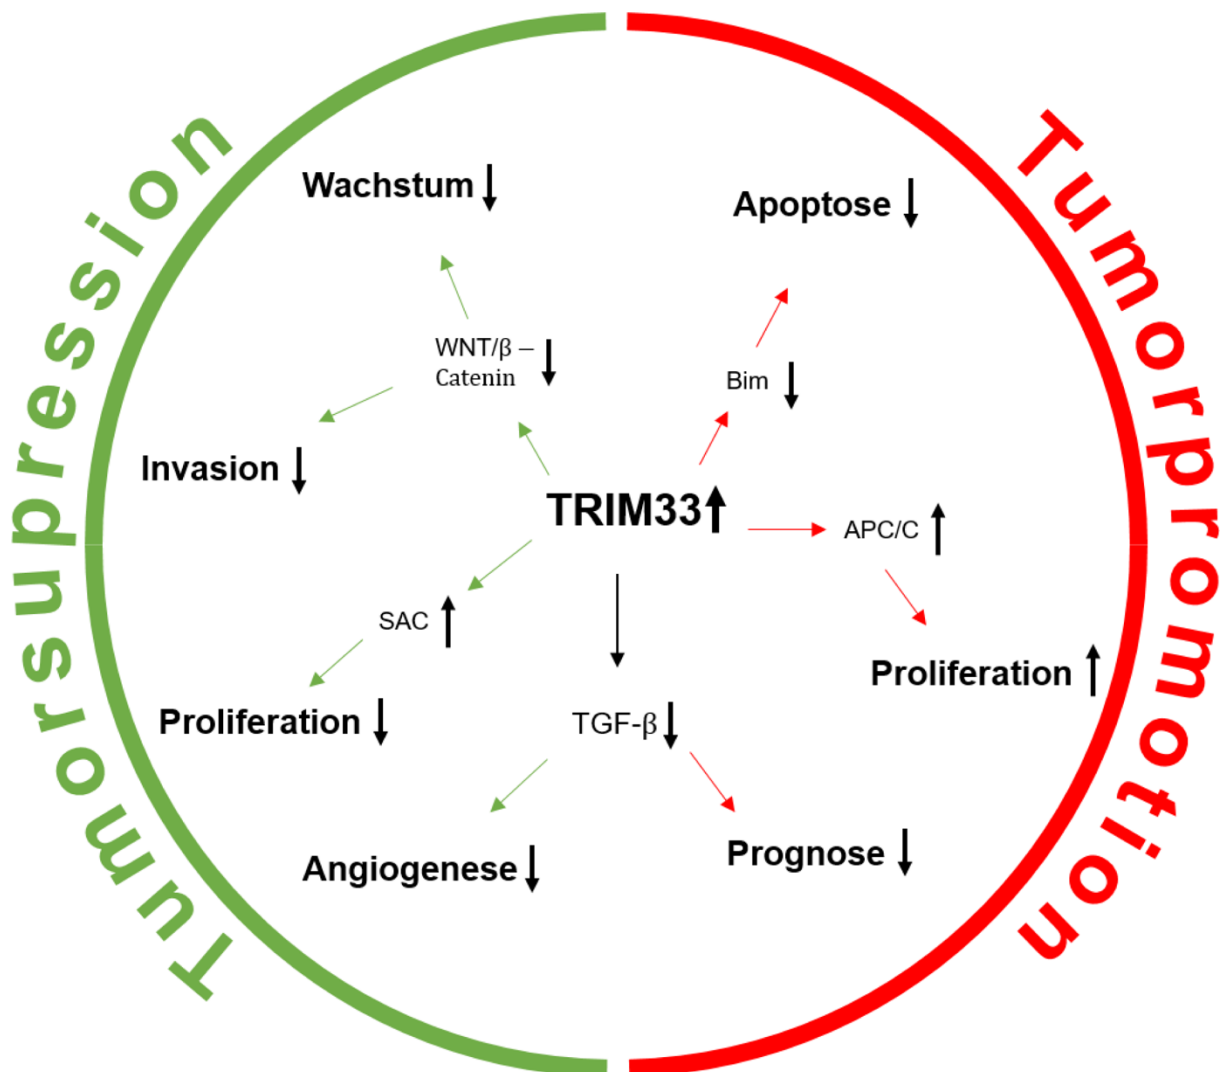 Tumorsupression
Tumorpromotion
Wachstum
Apoptose
WNT/β –
Catenin
Bim
Invasion
TRIM33
APC/C
SAC
Proliferation
Proliferation
TGF-β
Angiogenese
Prognose